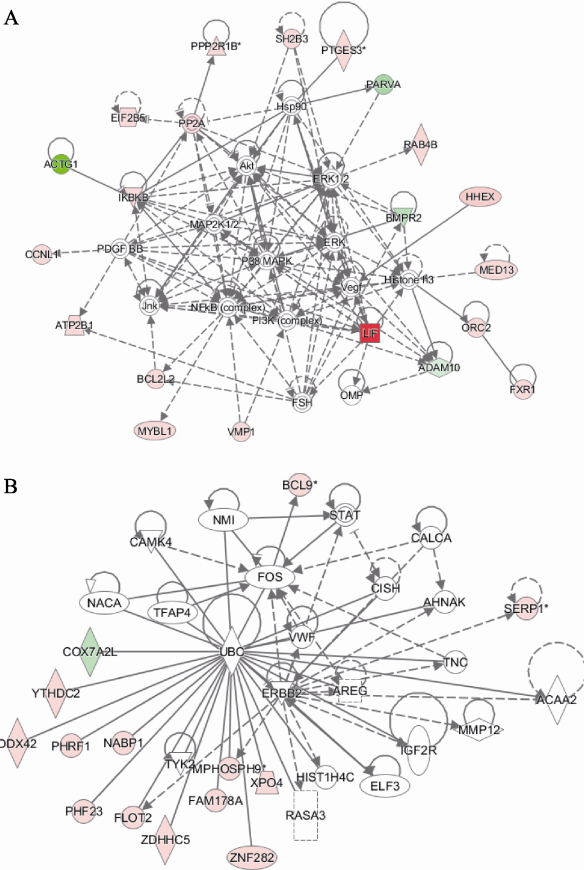 A
PPP2R1B*
SH2B3
PTGES3*
PARVA
Hsp90
EIF2B5
PP2A
RAB4B
ACTG1
Akt
ERK1/2
IKBKB
HHEX
BMPR2
MAP2K1/2
CCNL1
PDGF BB
ERK
P38 MAPK
MED13
Vegf
Histone h3
Jnk
NFkB (complex)
PI3K (complex)
ATP2B1
LIF
ORC2
ADAM10
BCL2L2
FXR1
OMP
FSH
MYBL1
VMP1
B
BCL9*
NMI
STAT
CAMK4
CALCA
FOS
CISH
NACA
TFAP4
AHNAK
SERP1*
VWF
COX7A2L
UBC
TNC
YTHDC2
ERBB2
AREG
ACAA2
MMP12
DDX42
PHRF1
NABP1
IGF2R
TYK2
MPHOSPH9*
XPO4
HIST1H4C
ELF3
FAM178A
PHF23
FLOT2
RASA3
ZDHHC5
ZNF282